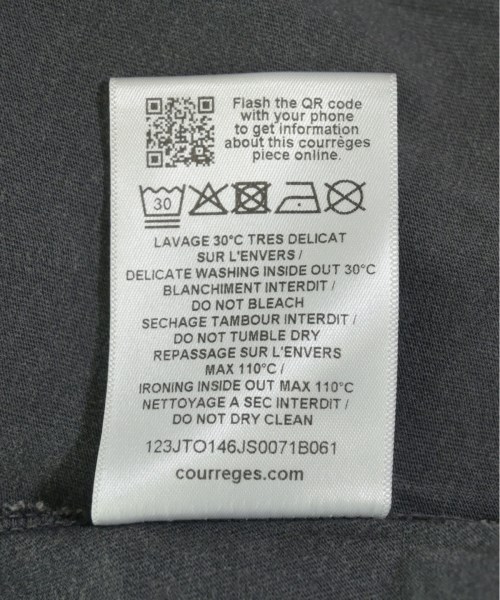 Flash the QR code
with your phone
to get information
about this courrèges
piece online.
30
LAVAGE 30°C TRES DELICAT
SUR L'ENVERS /
DELICATE WASHING INSIDE OUT 30°C
BLANCHIMENT INTERDIT /
DO NOT BLEACH
SECHAGE TAMBOUR INTERDIT /
DO NOT TUMBLE DRY
REPASSAGE SUR L'ENVERS
MAX 110°C /
IRONING INSIDE OUT MAX 110°C
NETTOYAGE A SEC INTERDIT /
DO NOT DRY CLEAN
123JTO146JS0071B061
courreges.com